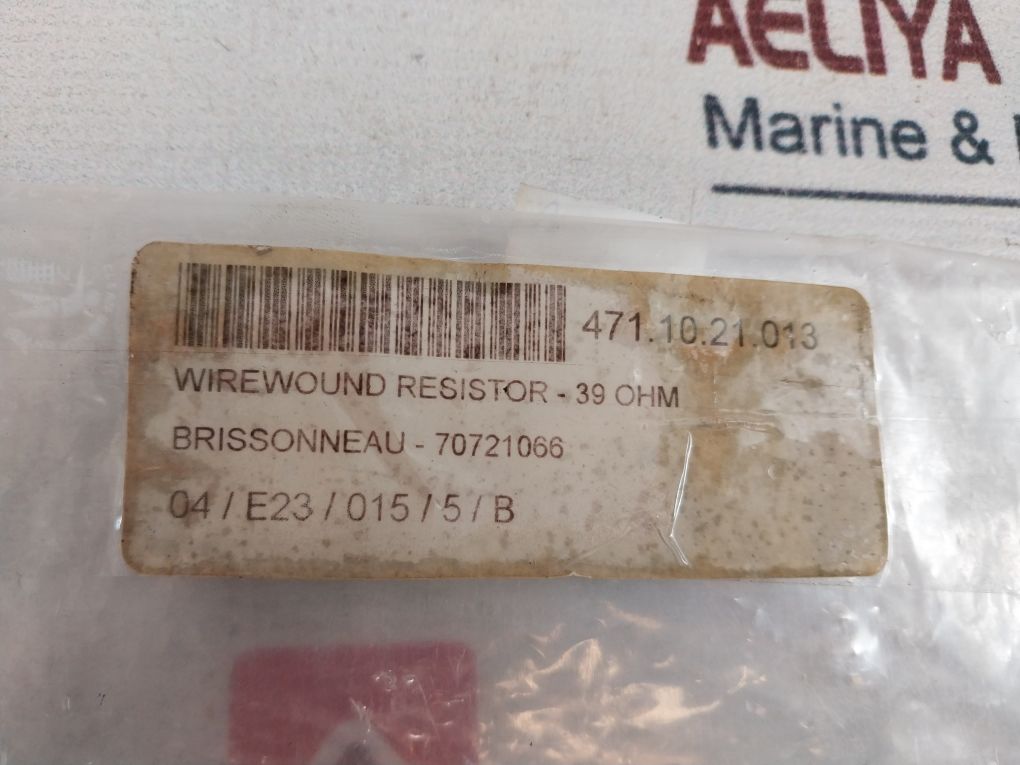 AELIYA
Marine &
471.10.21.013
WIREWOUND RESISTOR - 39 OHM
BRISSONNEAU - 70721066
04 / E23 / 015 / 5 / B